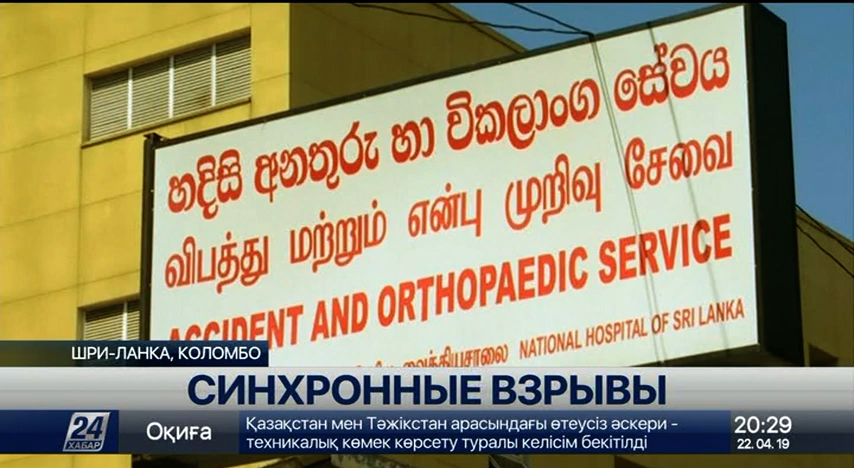 හදිසි අනතුරු හා විකලාංග සේවය
விபத்து மற்றும் என்பு முறிவு சேவை
ACCIDENT AND ORTHOPAEDIC SERVICE
NATIONAL HOSPITAL OF SRI LANKA
ШРИ-ЛАНКА, КОЛОМБО
СИНХРОННЫЕ ВЗРЫВЫ
24
ХАБАР
Оқиға
Қазақстан мен Тәжікстан арасындағы өтеусіз әскери -
техникалық көмек көрсету туралы келісім бекітілді
20:29
22.04.19